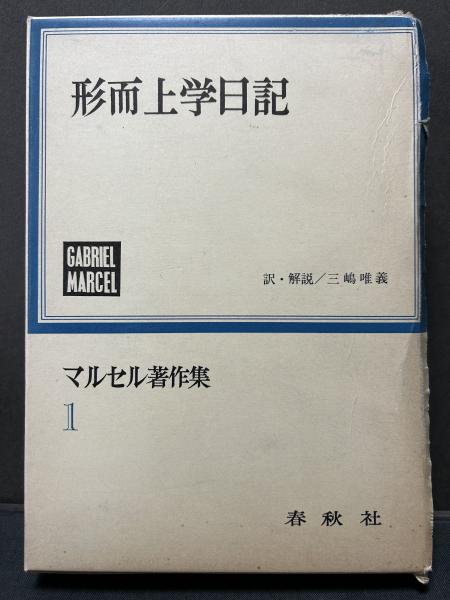 形而上学日記
GABRIEL
MARCEL
訳・解説/三嶋唯義
マルセル著作集
1
春秋社